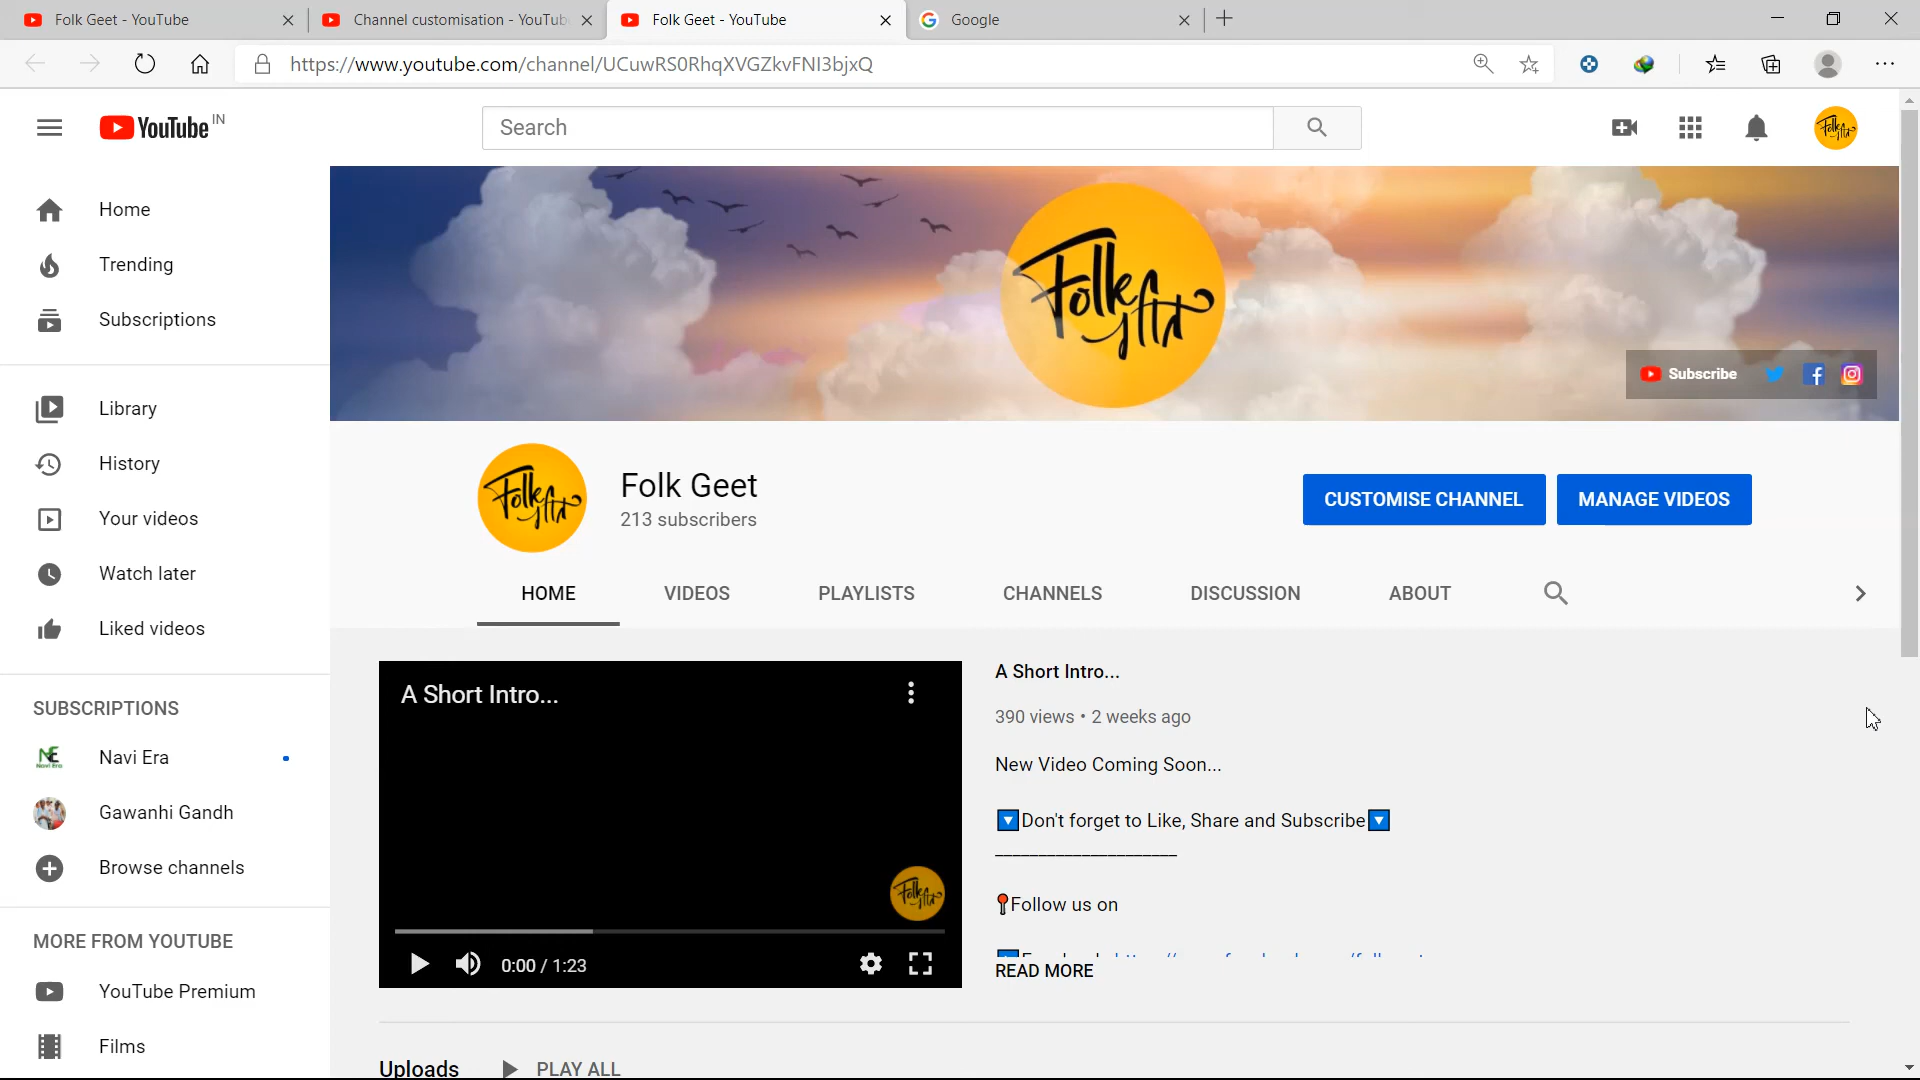 Folk Geet - YouTube
Channel customisation - YouTub
Folk Geet - YouTube
Google
https://www.youtube.com/channel/UCuwRS0RhqXVGZkvFNI3bjxQ
YouTube IN
Search
Home
Trending
Subscriptions
Library
History
Your videos
Watch later
Liked videos
SUBSCRIPTIONS
Navi Era
Gawanhi Gandh
Browse channels
MORE FROM YOUTUBE
YouTube Premium
Films
Subscribe
Folk Geet
213 subscribers
CUSTOMISE CHANNEL
MANAGE VIDEOS
HOME
VIDEOS
PLAYLISTS
CHANNELS
DISCUSSION
ABOUT
A Short Intro...
0:00 / 1:23
A Short Intro...
390 views • 2 weeks ago
New Video Coming Soon...
🔽Don't forget to Like, Share and Subscribe🔽
_____________________
📍Follow us on
READ MORE
Uploads
PLAY ALL